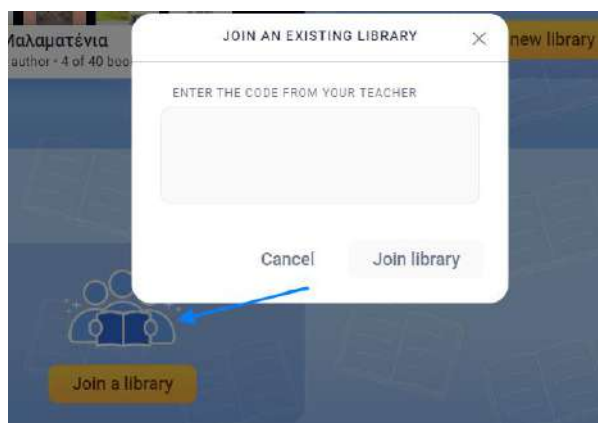 JOIN AN EXISTING LIBRARY
new library
Μαλαματένια
author • 4 of 40 boo
ENTER THE CODE FROM YOUR TEACHER
Cancel
Join library
Join a library